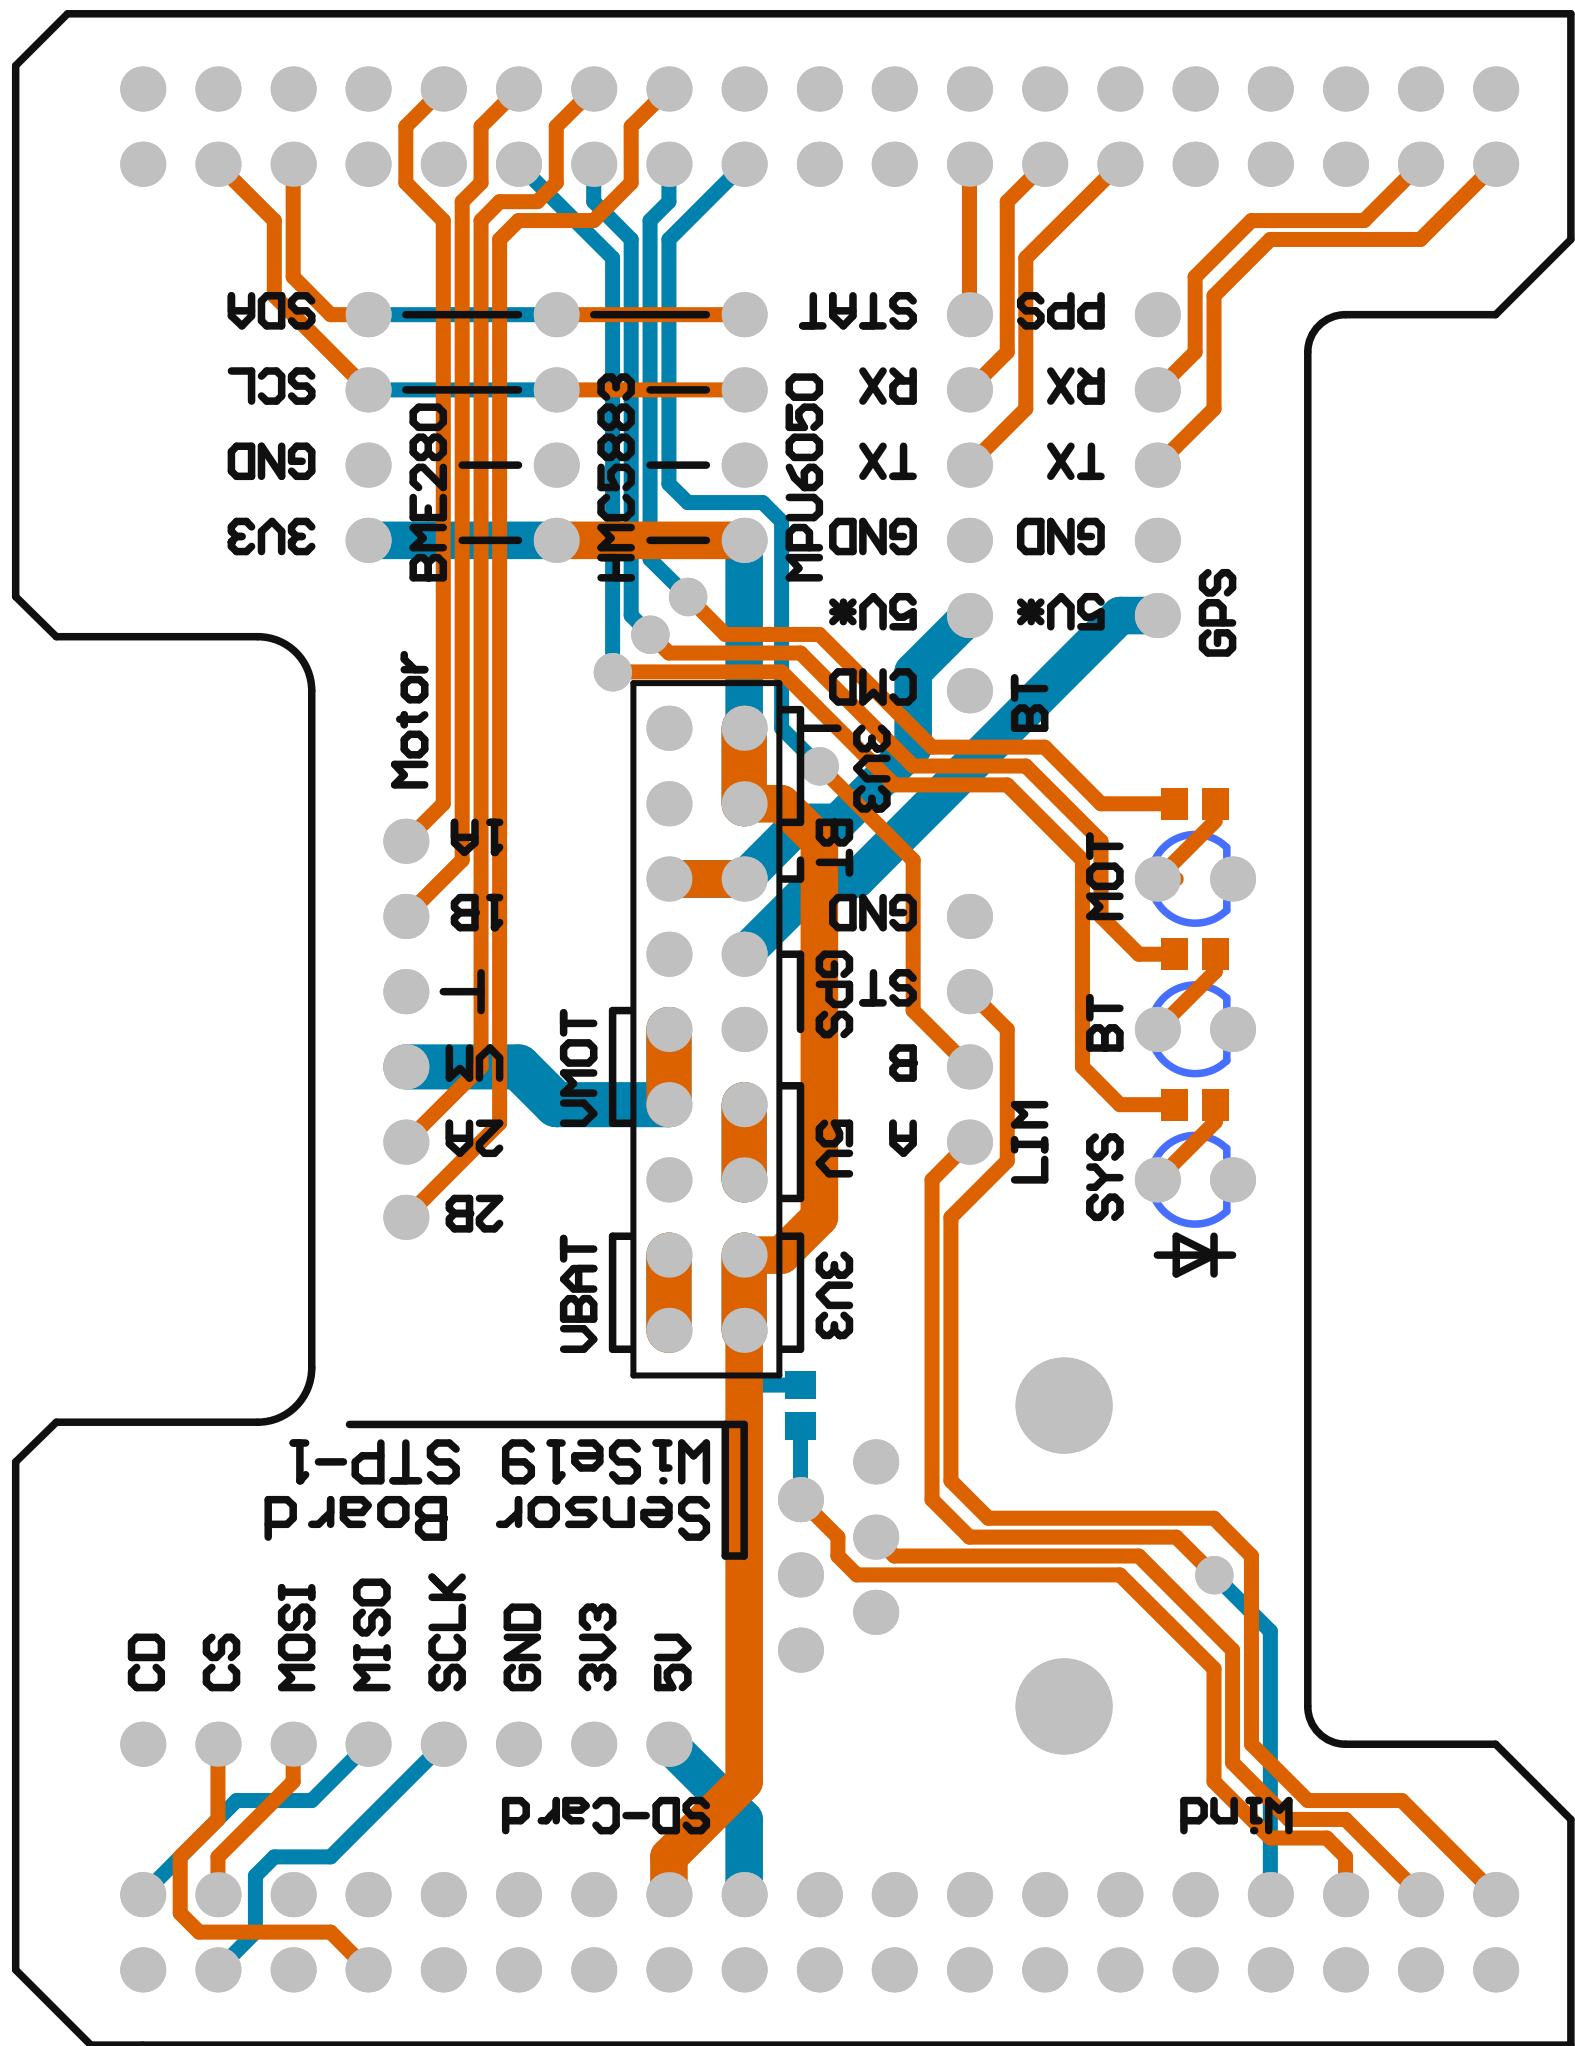 SDA
SCL
GND
3V3
BME280
HMC5883
MPU6050
STAT
RX
TX
GND
5V*
CMD
BT
PPS
RX
TX
GND
5V*
GPS
Motor
1A
1B
⊥
VM
2A
2B
3V3
BT
GPS
5V
3V3
VMOT
VBAT
GND
ST
B
A
LIM
MOT
BT
SYS
WiSe19 STP-1
Sensor Board
CD
CS
MOSI
MISO
SCLK
GND
3V3
5V
SD-Card
Wind